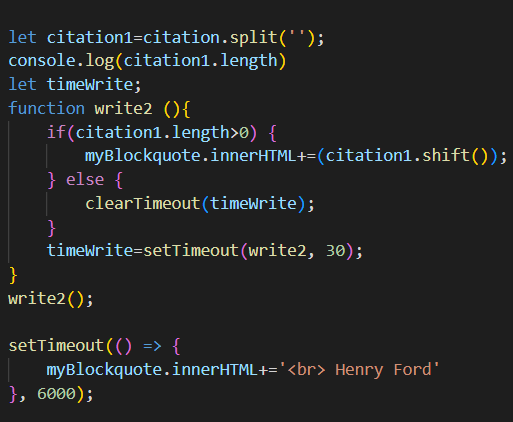 let citation1=citation.split('');
console.log(citation1.length)
let timeWrite;
function write2 (){
    if(citation1.length>0) {
        myBlockquote.innerHTML+=(citation1.shift());
    } else {
        clearTimeout(timeWrite);
    }
    timeWrite=setTimeout(write2, 30);
}
write2();

setTimeout(() => {
    myBlockquote.innerHTML+='<br> Henry Ford'
}, 6000);